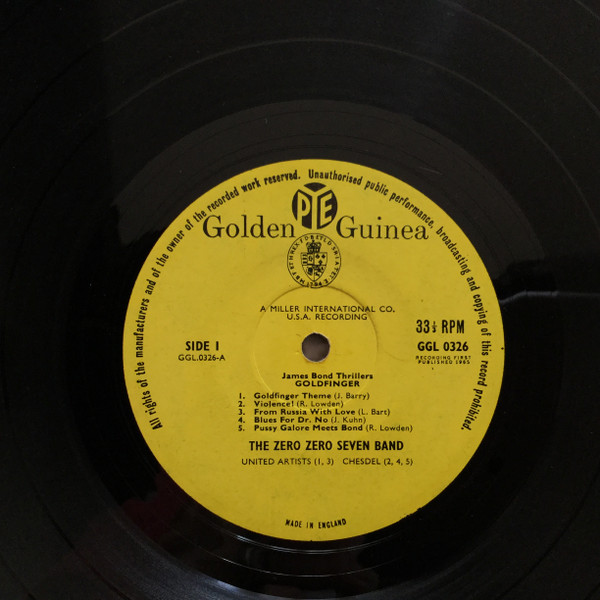 All rights of the manufacturers and of the owner of the recorded work reserved. Unauthorised public performance, broadcasting and copying of this record prohibited.
PYE
Golden Guinea
A MILLER INTERNATIONAL CO.
U.S.A. RECORDING
SIDE 1
GGL.0326-A
33⅓ RPM
GGL 0326
RECORDING FIRST
PUBLISHED 1965
James Bond Thrillers
GOLDFINGER
1. Goldfinger Theme (J. Barry)
2. Violence! (R. Lowden)
3. From Russia With Love (L. Bart)
4. Blues For Dr. No (J. Kuhn)
5. Pussy Galore Meets Bond (R. Lowden)
THE ZERO ZERO SEVEN BAND
UNITED ARTISTS (1, 3) CHESDEL (2, 4, 5)
MADE IN ENGLAND